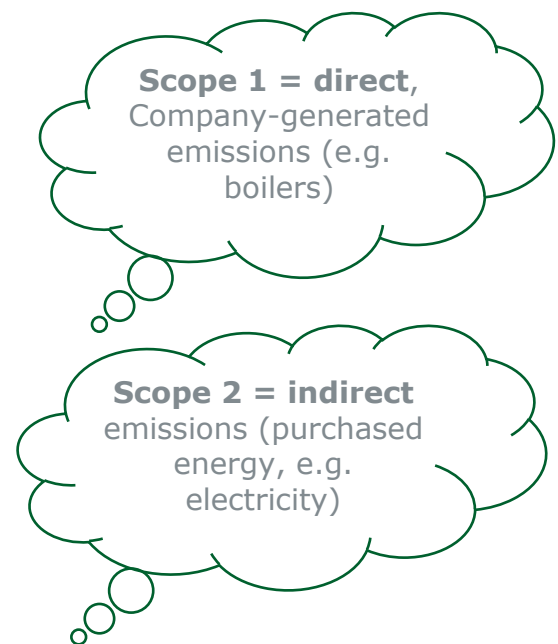 Scope 1 = direct,
Company-generated
emissions (e.g.
boilers)
Scope 2 = indirect
emissions (purchased
energy, e.g.
electricity)